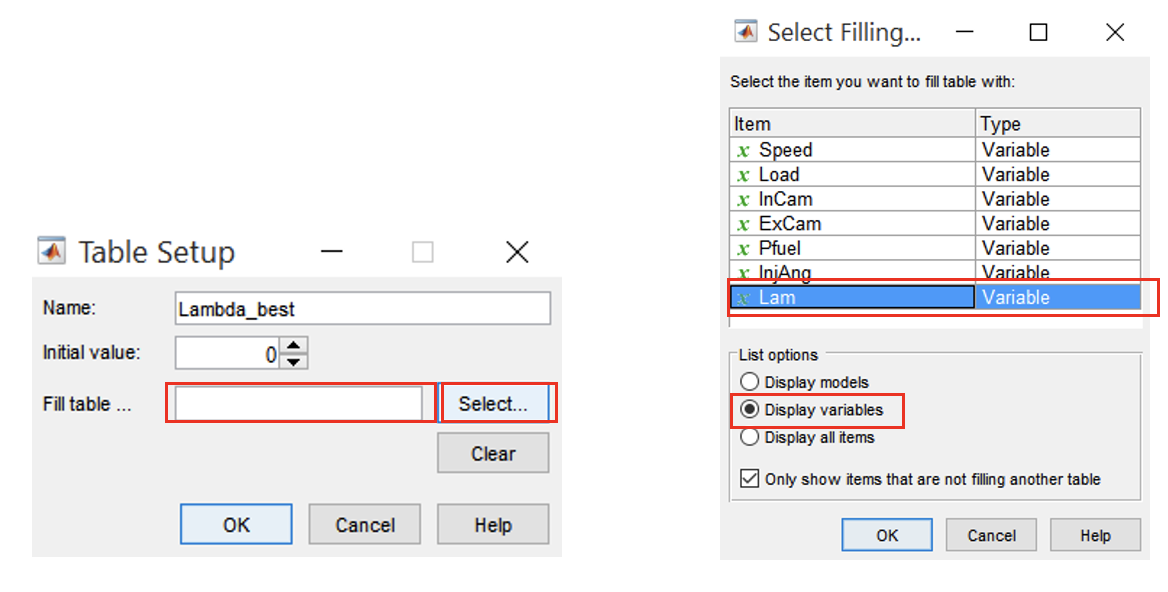 Table Setup
Name:
Lambda_best
Initial value:
0
Fill table ...
Select...
Clear
OK
Cancel
Help
Select Filling...
Select the item you want to fill table with:
Item Type
x Speed Variable
x Load Variable
x InCam Variable
x ExCam Variable
x Pfuel Variable
x InjAng Variable
x Lam Variable
List options
Display models
Display variables
Display all items
Only show items that are not filling another table
OK
Cancel
Help